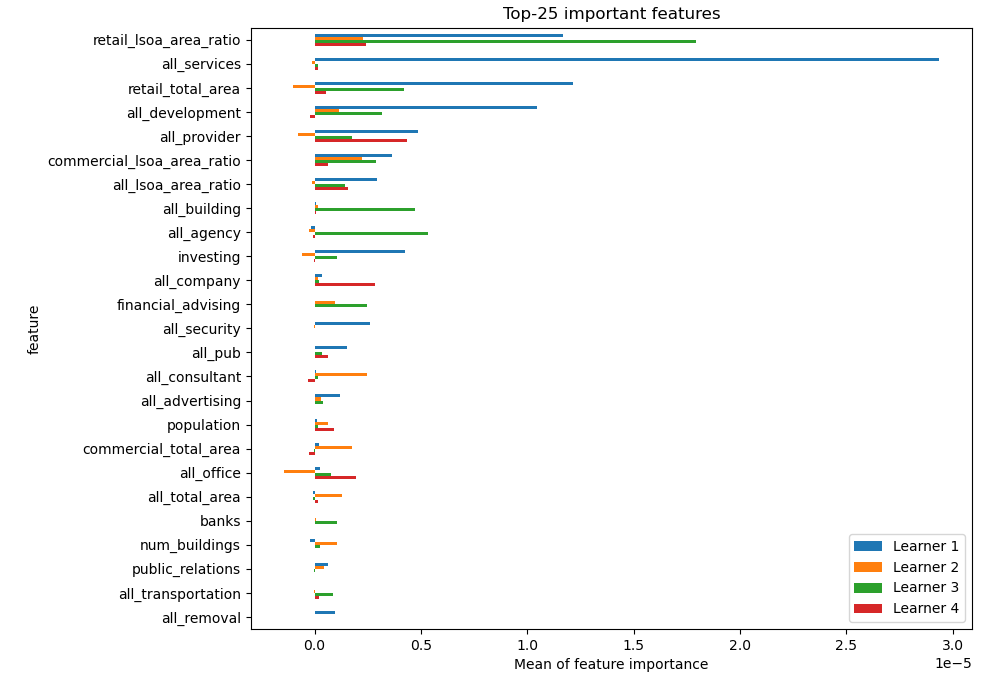 Top-25 important features
retail_lsoa_area_ratio
all_services
retail_total_area
all_development
all_provider
commercial_lsoa_area_ratio
all_lsoa_area_ratio
all_building
all_agency
investing
all_company
financial_advising
all_security
all_pub
all_consultant
all_advertising
population
commercial_total_area
all_office
all_total_area
banks
num_buildings
public_relations
all_transportation
all_removal
feature
Learner 1
Learner 2
Learner 3
Learner 4
0.0 0.5 1.0 1.5 2.0 2.5 3.0
1e−5
Mean of feature importance